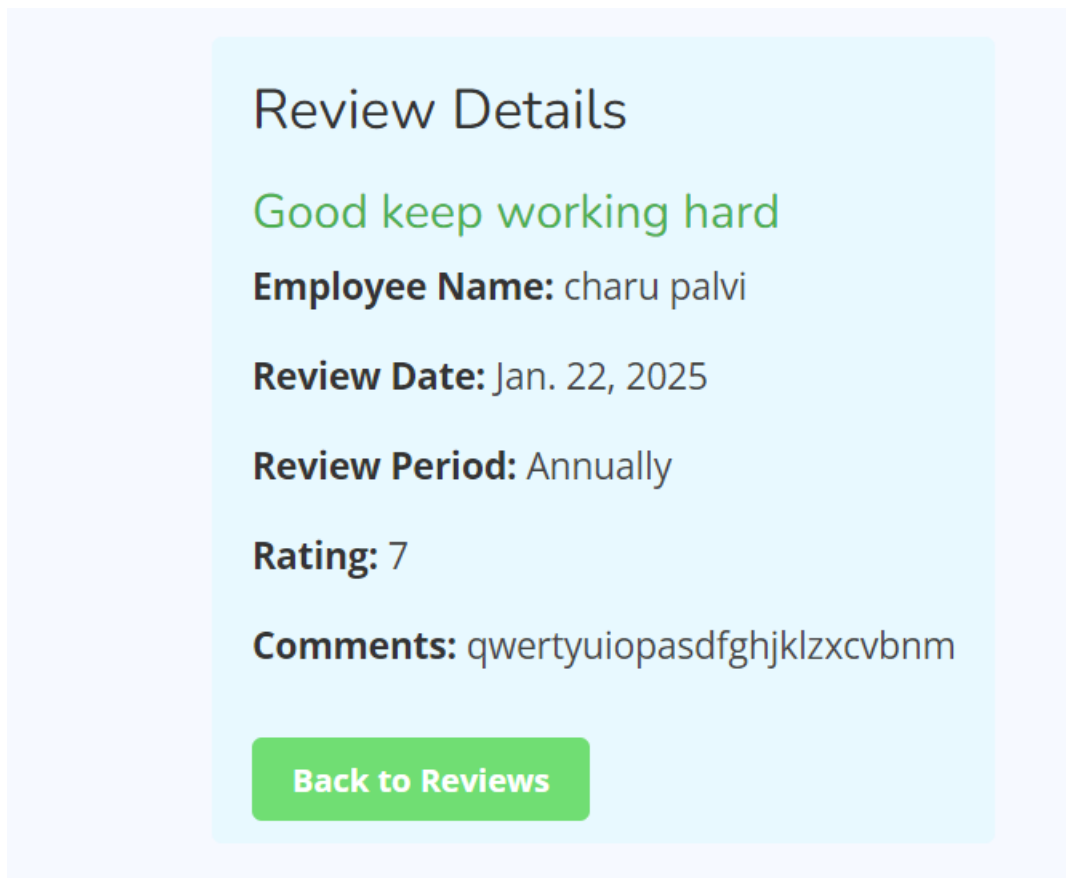 Review Details
Good keep working hard
Employee Name: charu palvi
Review Date: Jan. 22, 2025
Review Period: Annually
Rating: 7
Comments: qwertyuiopasdfghjklzxcvbnm
Back to Reviews